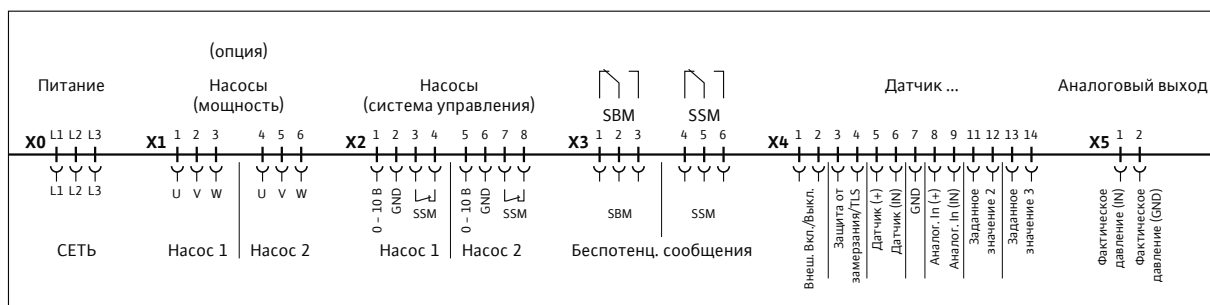 (опция)
Питание
Насосы
(мощность)
Насосы
(система управления)
SBM
SSM
Датчик ...
Аналоговый выход
X0 L1 L2 L3
X1 1 2 3 4 5 6
X2 1 2 3 4 5 6 7 8
X3 1 2 3 4 5 6
X4 1 2 3 4 5 6 7 8 9 11 12 13 14
X5 1 2
L1 L2 L3
U V W
U V W
0 – 10 В
GND
SSM
0 – 10 В
GND
SSM
SBM
SSM
Внеш. Вкл./Выкл.
Защита от
замерзания/TLS
Датчик (+)
Датчик (IN)
GND
Аналог. In (+)
Аналог. In (IN)
Заданное
значение 2
Заданное
значение 3
Фактическое
давление (IN)
Фактическое
давление (GND)
СЕТЬ
Насос 1
Насос 2
Насос 1
Насос 2
Беспотенц. сообщения